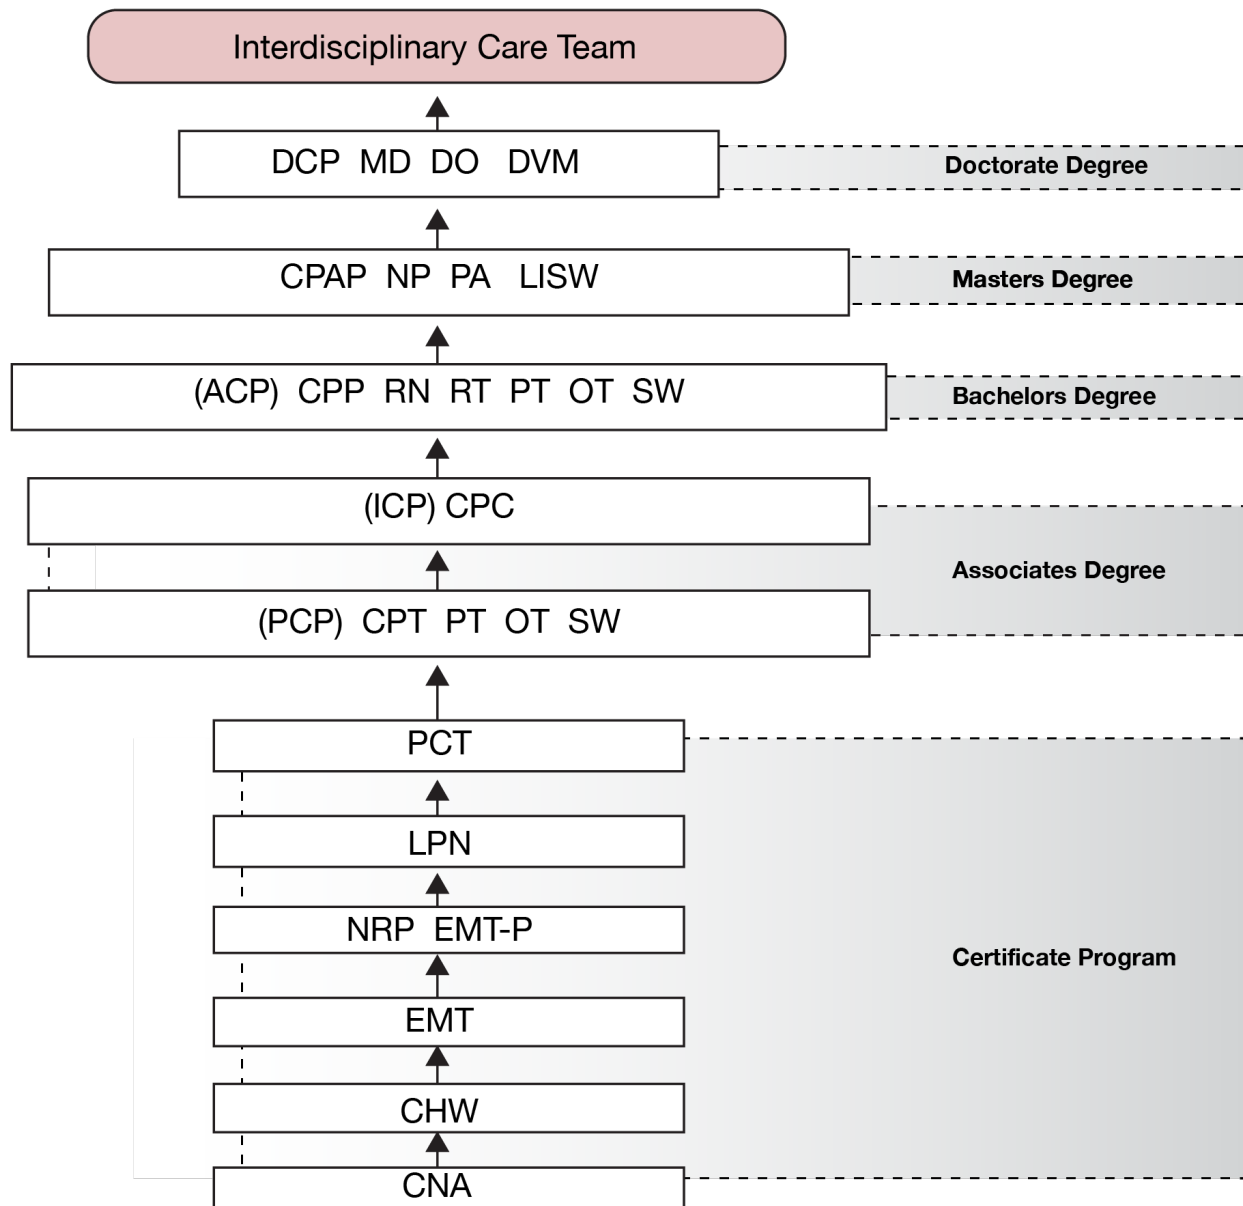 Interdisciplinary Care Team
DCP MD DO DVM
Doctorate Degree
CPAP NP PA LISW
Masters Degree
(ACP) CPP RN RT PT OT SW
Bachelors Degree
(ICP) CPC
Associates Degree
(PCP) CPT PT OT SW
PCT
LPN
NRP EMT-P
Certificate Program
EMT
CHW
CNA